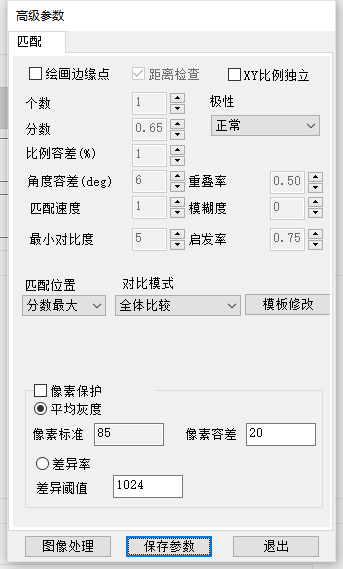 高级参数
匹配
绘画边缘点 距离检查 XY比例独立
个数 1 极性
分数 0.65 正常
比例容差(%) 1
角度容差(deg) 6 重叠率 0.50
匹配速度 1 模糊度 0
最小对比度 5 启发率 0.75
匹配位置 对比模式
分数最大 全体比较 模板修改
像素保护
平均灰度
像素标准 85 像素容差 20
差异率
差异阈值 1024
图像处理 保存参数 退出